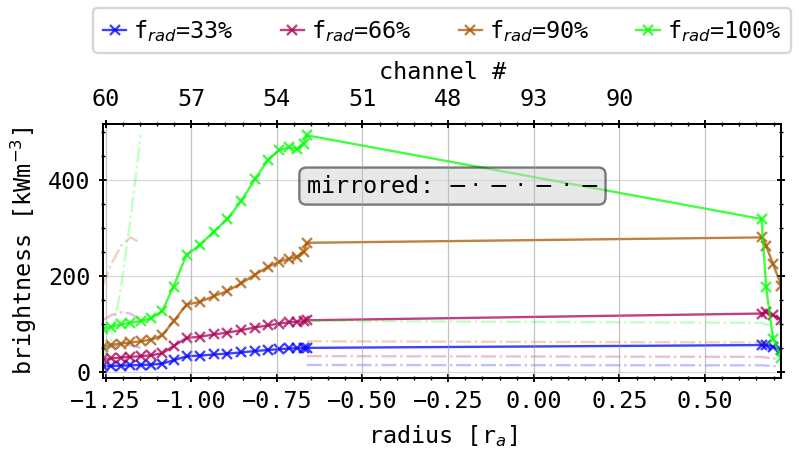 f_rad=33% f_rad=66% f_rad=90% f_rad=100%
channel #
60 57 54 51 48 93 90
brightness [kWm⁻³]
400
mirrored:
200
0
−1.25 −1.00 −0.75 −0.50 −0.25 0.00 0.25 0.50
radius [r_a]